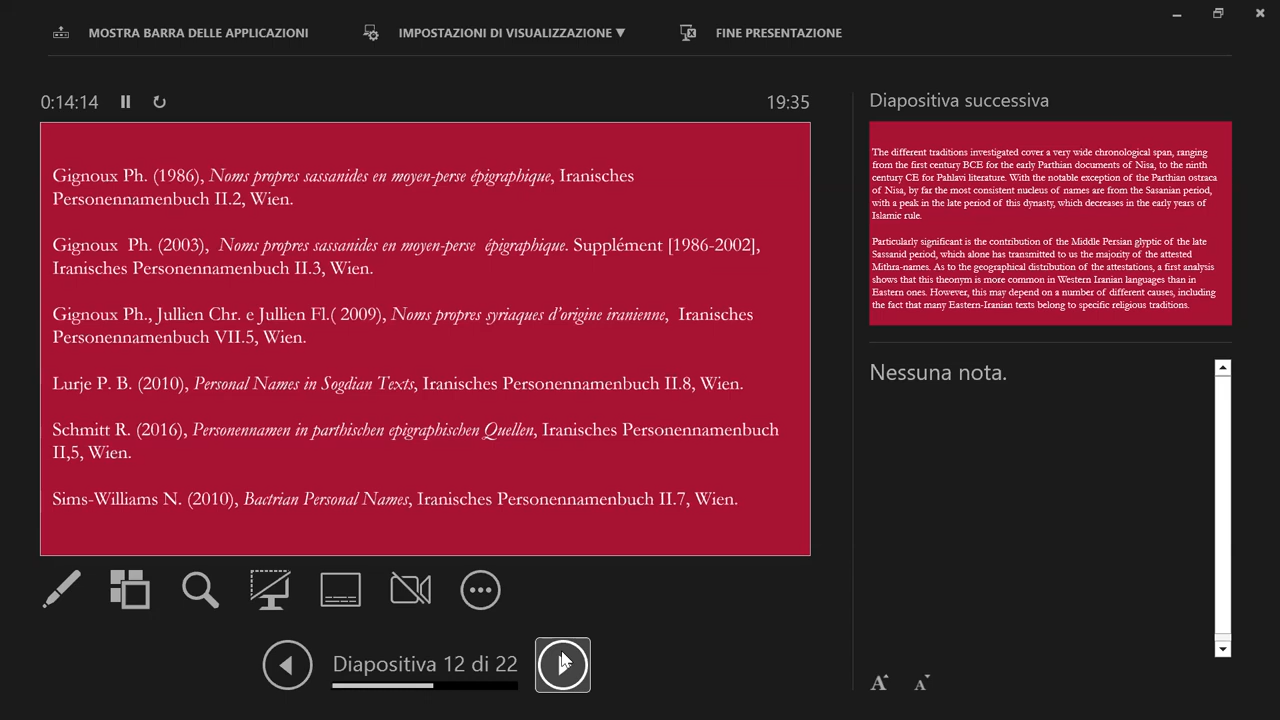 MOSTRA BARRA DELLE APPLICAZIONI
IMPOSTAZIONI DI VISUALIZZAZIONE ▼
FINE PRESENTAZIONE
0:14:14
19:35
Gignoux Ph. (1986), Noms propres sassanides en moyen-perse épigraphique, Iranisches
Personennamenbuch II.2, Wien.
Gignoux Ph. (2003), Noms propres sassanides en moyen-perse épigraphique. Supplément [1986-2002],
Iranisches Personennamenbuch II.3, Wien.
Gignoux Ph., Jullien Chr. e Jullien Fl.( 2009), Noms propres syriaques d'origine iranienne, Iranisches
Personennamenbuch VII.5, Wien.
Lurje P. B. (2010), Personal Names in Sogdian Texts, Iranisches Personennamenbuch II.8, Wien.
Schmitt R. (2016), Personennamen in parthischen epigraphischen Quellen, Iranisches Personennamenbuch
II,5, Wien.
Sims-Williams N. (2010), Bactrian Personal Names, Iranisches Personennamenbuch II.7, Wien.
Diapositiva 12 di 22
Diapositiva successiva
The different traditions investigated cover a very wide chronological span, ranging
from the first century BCE for the early Parthian documents of Nisa, to the ninth
century CE for Pahlavi literature. With the notable exception of the Parthian ostraca
of Nisa, by far the most consistent nucleus of names are from the Sasanian period,
with a peak in the late period of this dynasty, which decreases in the early years of
Islamic rule.
Particularly significant is the contribution of the Middle Persian glyptic of the late
Sassanid period, which alone has transmitted to us the majority of the attested
Mithra-names. As to the geographical distribution of the attestations, a first analysis
shows that this theonym is more common in Western Iranian languages than in
Eastern ones. However, this may depend on a number of different causes, including
the fact that many Eastern-Iranian texts belong to specific religious traditions.
Nessuna nota.
A A